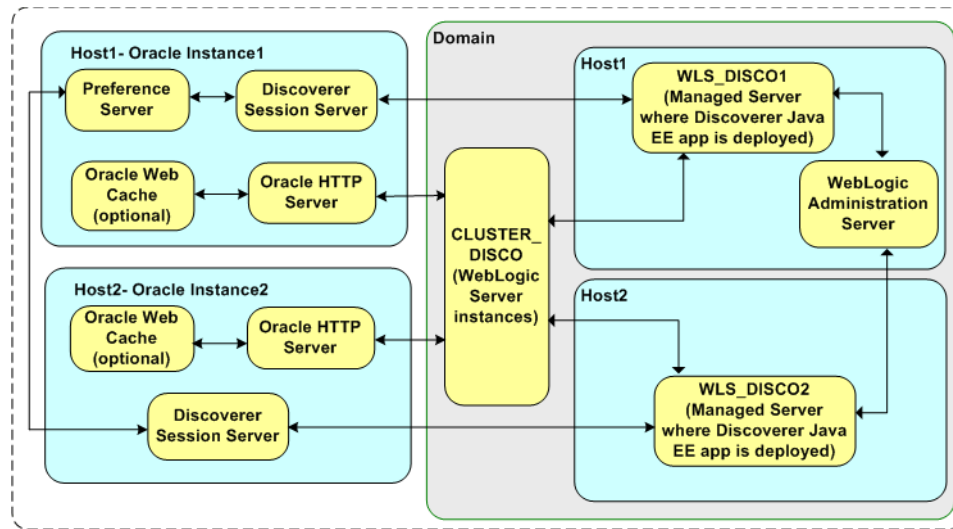 Host1- Oracle Instance1
Preference
Server
Discoverer
Session Server
Oracle Web
Cache
(optional)
Oracle HTTP
Server
Host2- Oracle Instance2
Oracle Web
Cache
(optional)
Oracle HTTP
Server
Discoverer
Session Server
Domain
CLUSTER_
DISCO
(WebLogic
Server
instances)
Host1
WLS_DISCO1
(Managed Server
where Discoverer Java
EE app is deployed)
WebLogic
Administration
Server
Host2
WLS_DISCO2
(Managed Server
where Discoverer Java
EE app is deployed)